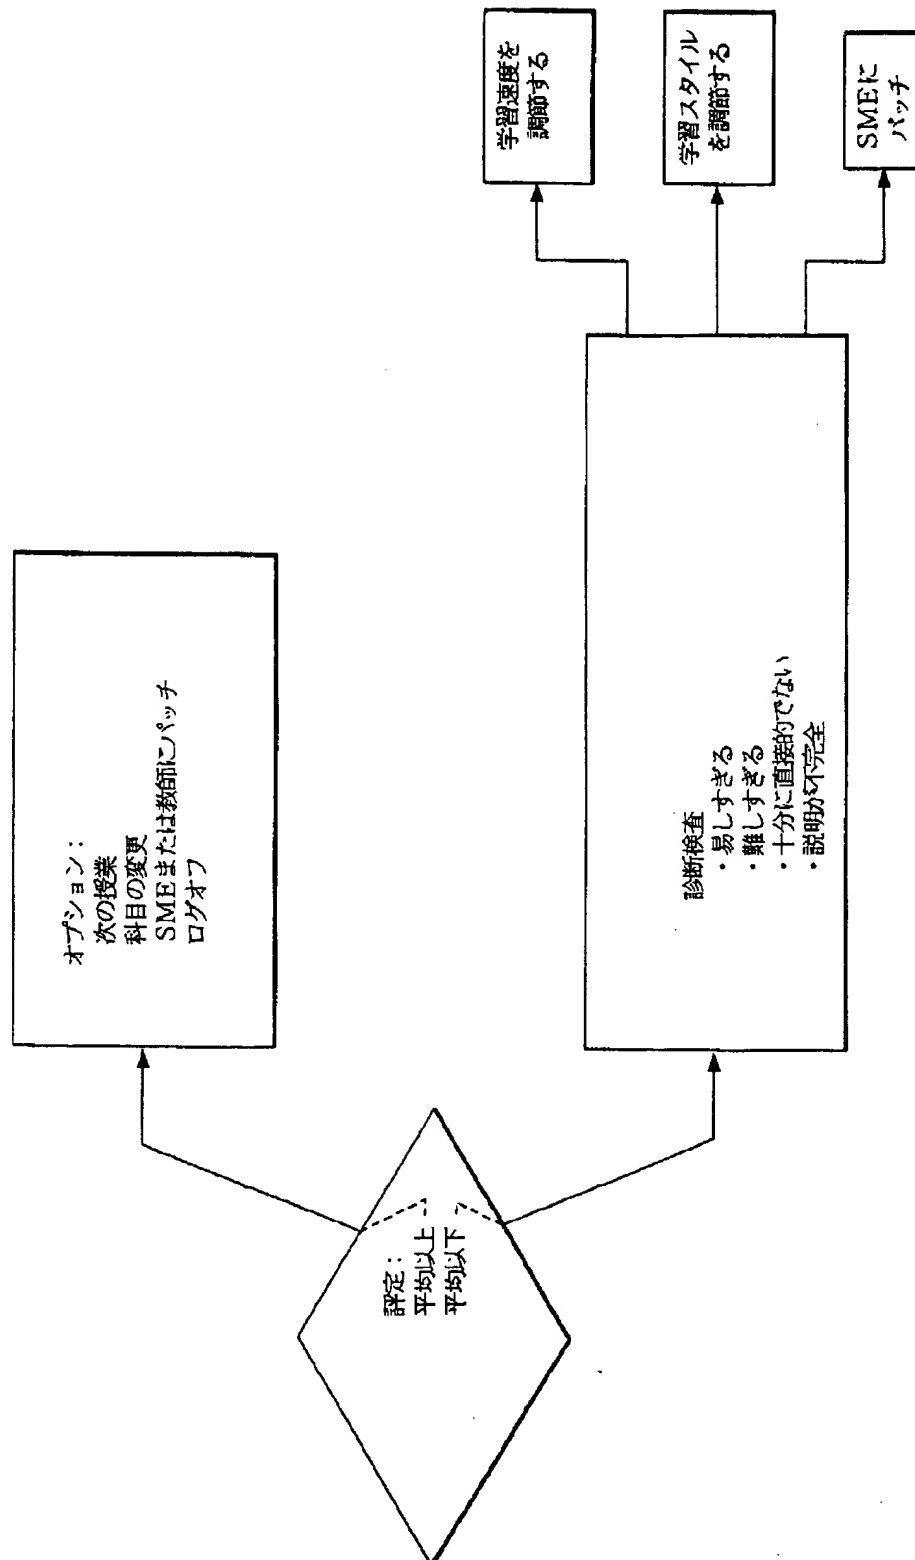 評定：
平均以上
平均以下
オプション：
次の授業
科目の変更
SMEまたは教師にパッチ
ログオフ
診断検査
・易しすぎる
・難しすぎる
・十分に直接的でない
・説明が不完全
学習速度を
調節する
学習スタイル
を調節する
SMEに
パッチ